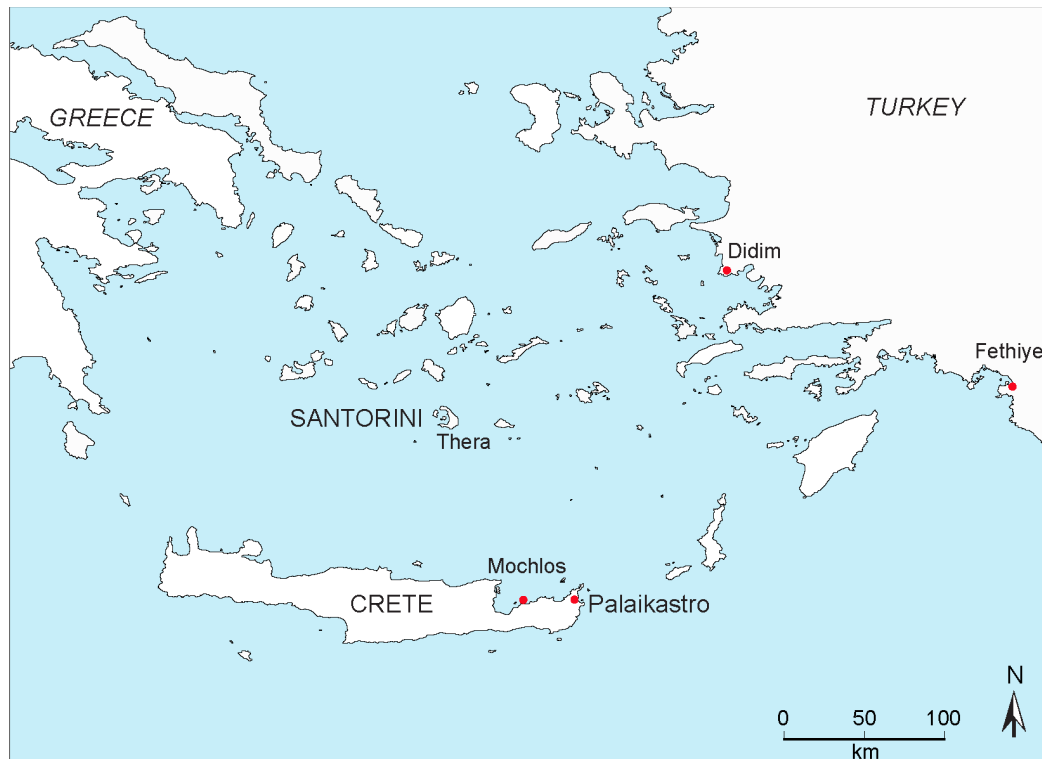 GREECE
TURKEY
Didim
Fethiye
SANTORINI
Thera
Mochlos
CRETE
Palaikastro
N
0 50 100
km